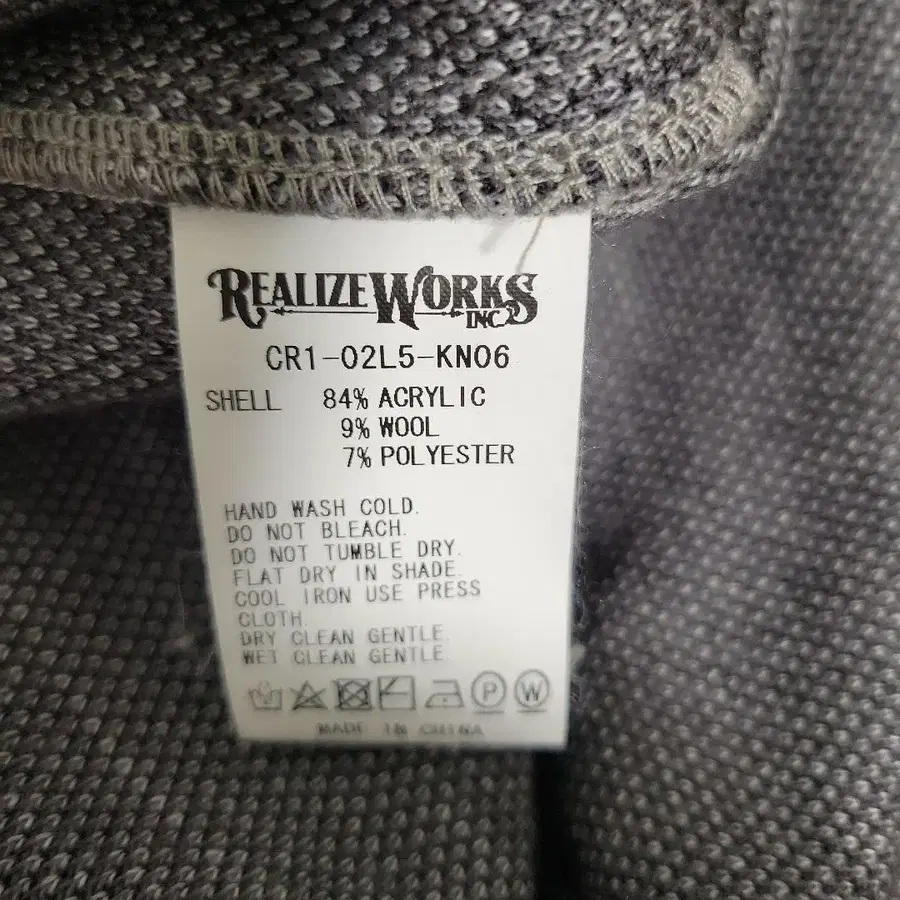 REALIZE WORKS INC.
CR1-02L5-KN06
SHELL 84% ACRYLIC
9% WOOL
7% POLYESTER
HAND WASH COLD.
DO NOT BLEACH.
DO NOT TUMBLE DRY.
FLAT DRY IN SHADE.
COOL IRON USE PRESS
CLOTH.
DRY CLEAN GENTLE.
WET CLEAN GENTLE.
P W
MADE IN CHINA